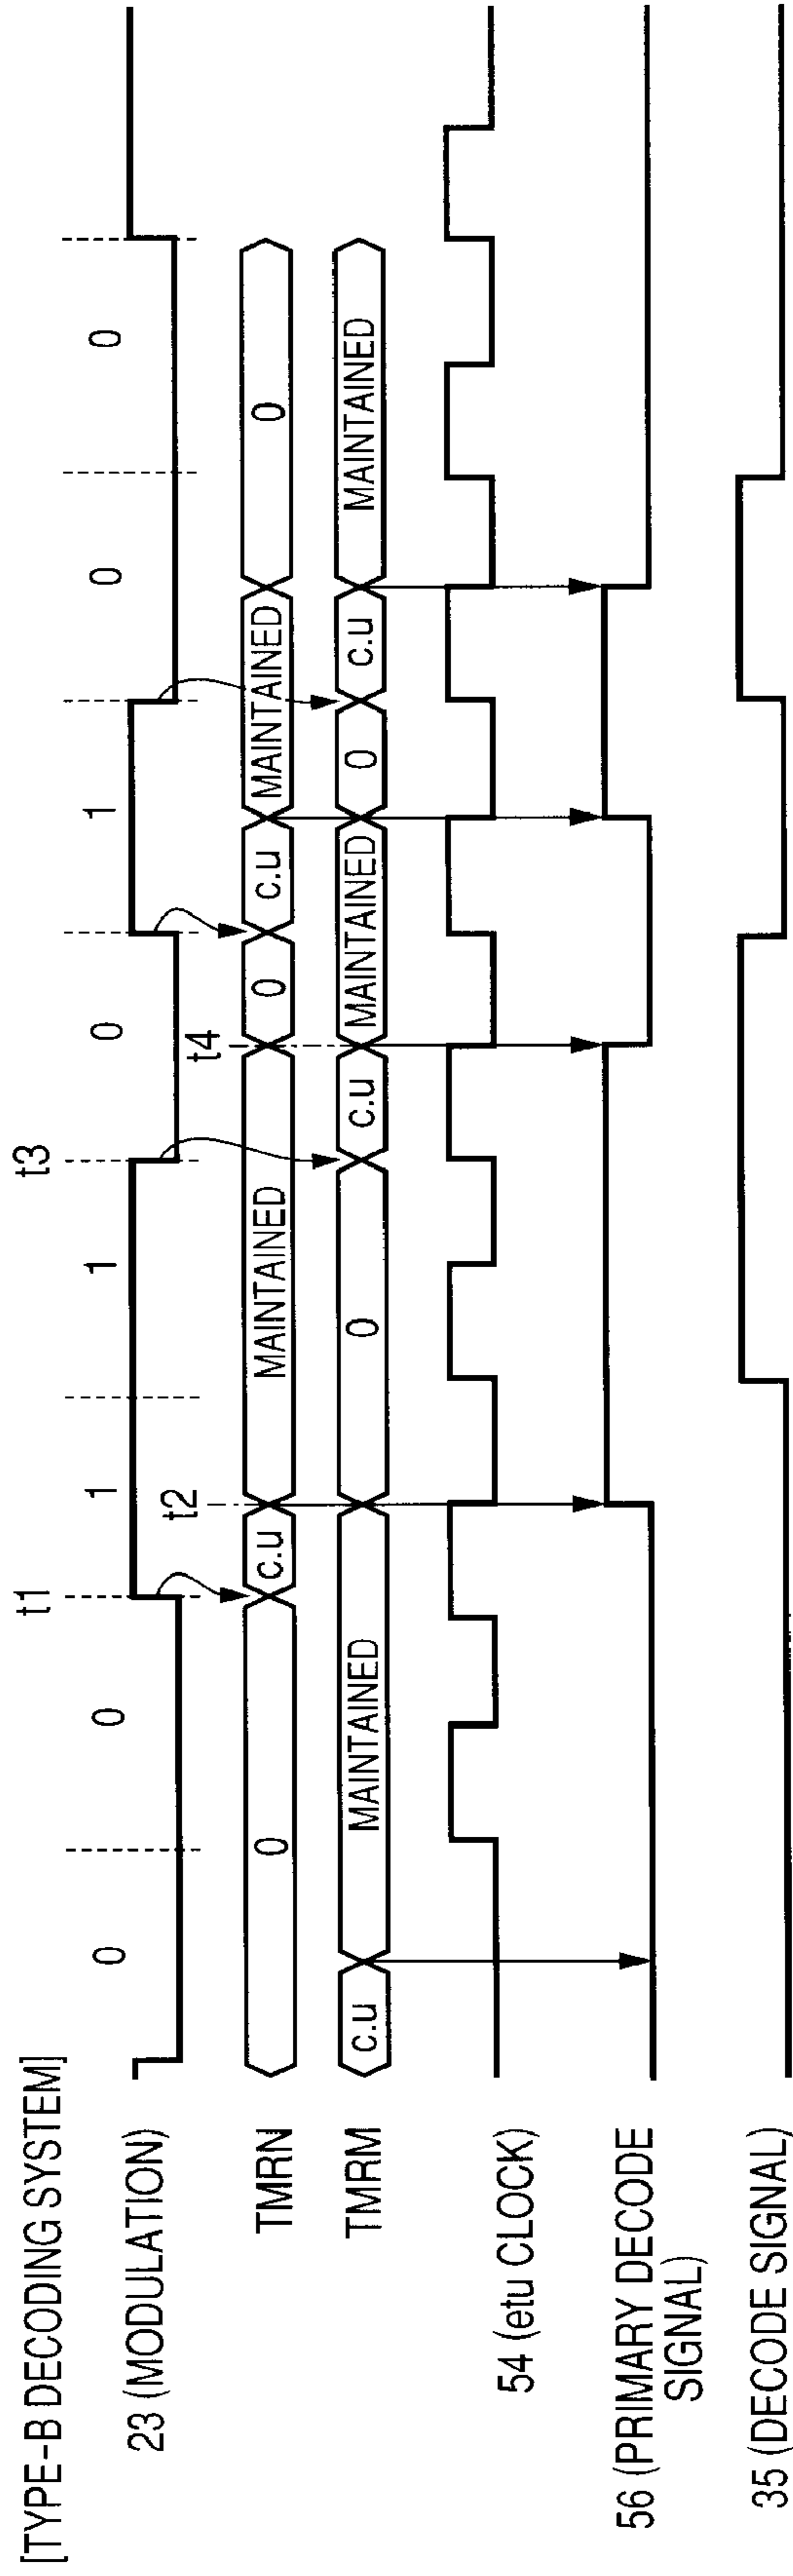 [TYPE-B DECODING SYSTEM]
t1 t3
0 0 1 1 0 1 0 0
23 (MODULATION)
t2 t4
TMRN 0 c.u MAINTAINED 0 c.u MAINTAINED 0
TMRM c.u MAINTAINED 0 c.u MAINTAINED 0 c.u MAINTAINED
54 (etu CLOCK)
56 (PRIMARY DECODE
SIGNAL)
35 (DECODE SIGNAL)